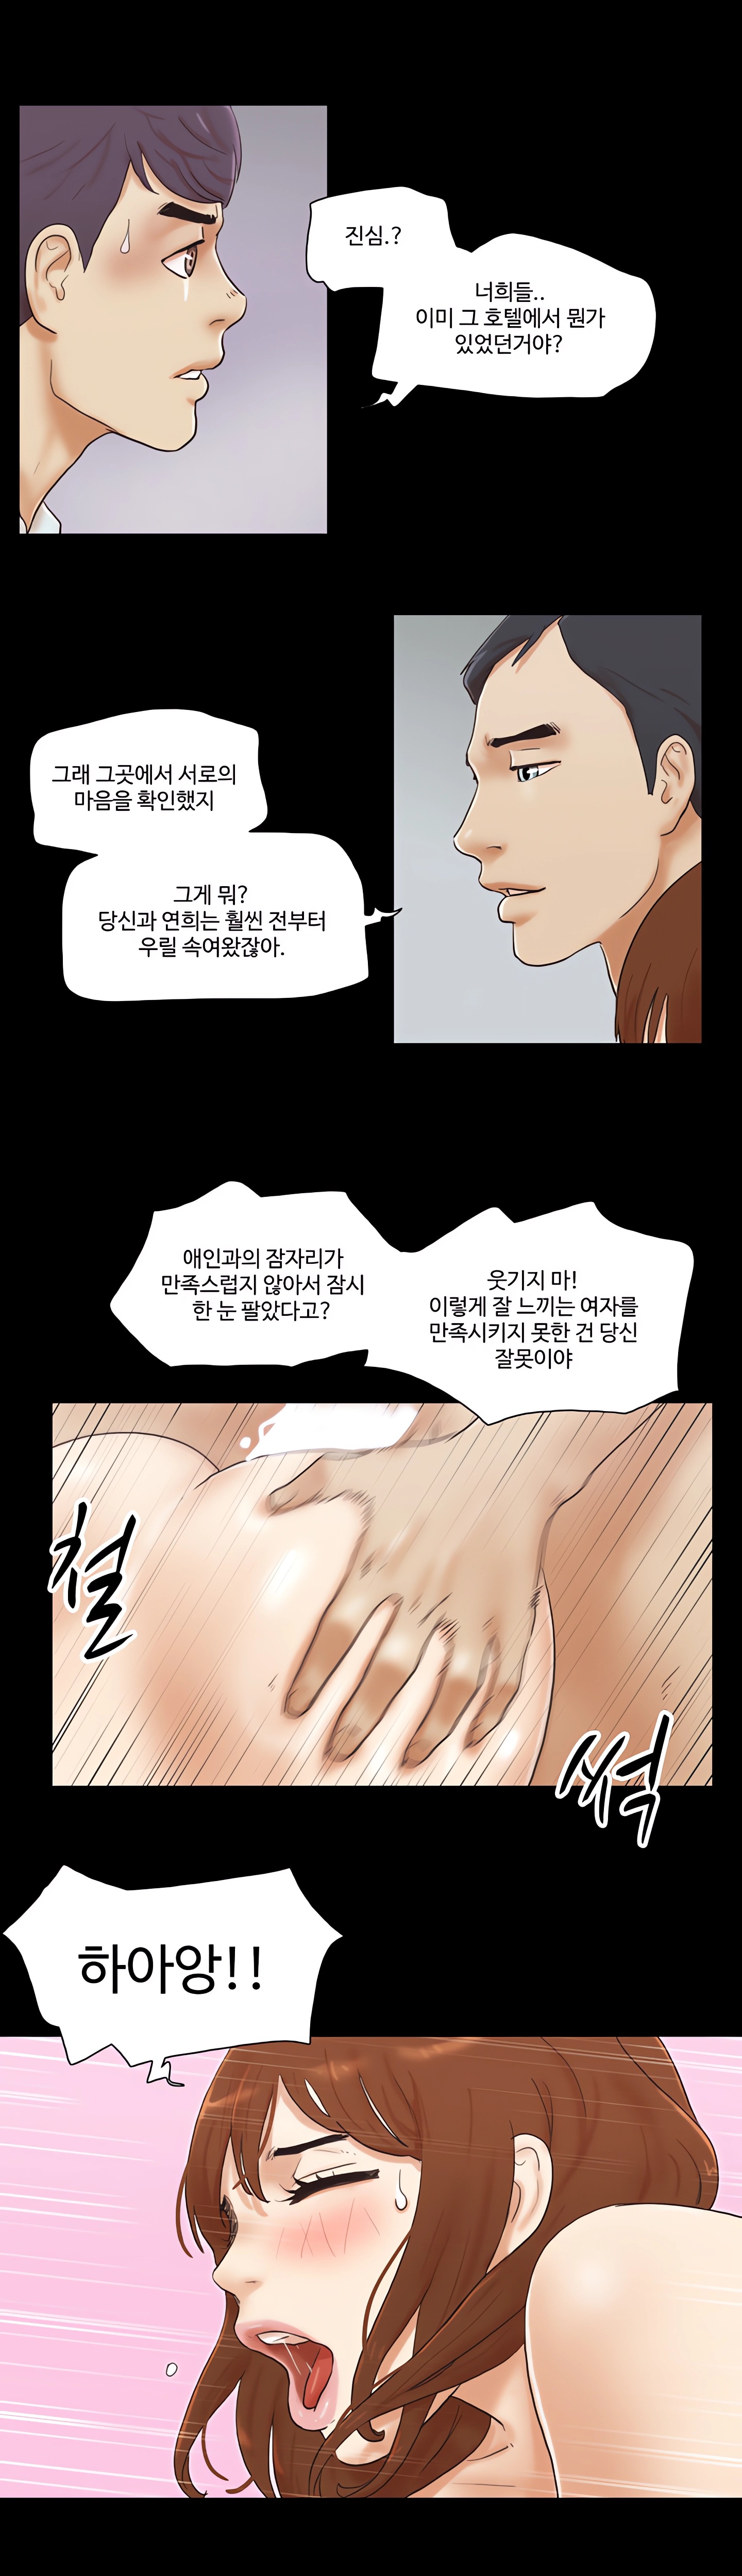 진심.?
너희들..
이미 그 호텔에서 뭔가
있었던거야?
그래 그곳에서 서로의
마음을 확인했지
그게 뭐?
당신과 연희는 훨씬 전부터
우릴 속여왔잖아.
애인과의 잠자리가
만족스럽지 않아서 잠시
한 눈 팔았다고?
웃기지 마!
이렇게 잘 느끼는 여자를
만족시키지 못한 건 당신
잘못이야
철
썩
하아앙!!